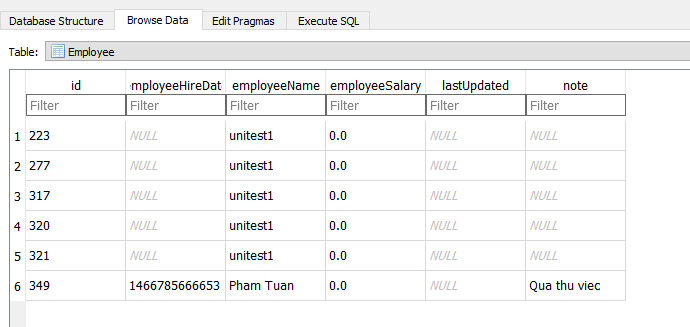 Database Structure Browse Data Edit Pragmas Execute SQL
Table: Employee
id mployeeHireDat employeeName employeeSalary lastUpdated note
Filter Filter Filter Filter Filter Filter
1 223 NULL unitest1 0.0 NULL NULL
2 277 NULL unitest1 0.0 NULL NULL
3 317 NULL unitest1 0.0 NULL NULL
4 320 NULL unitest1 0.0 NULL NULL
5 321 NULL unitest1 0.0 NULL NULL
6 349 1466785666653 Pham Tuan 0.0 NULL Qua thu viec